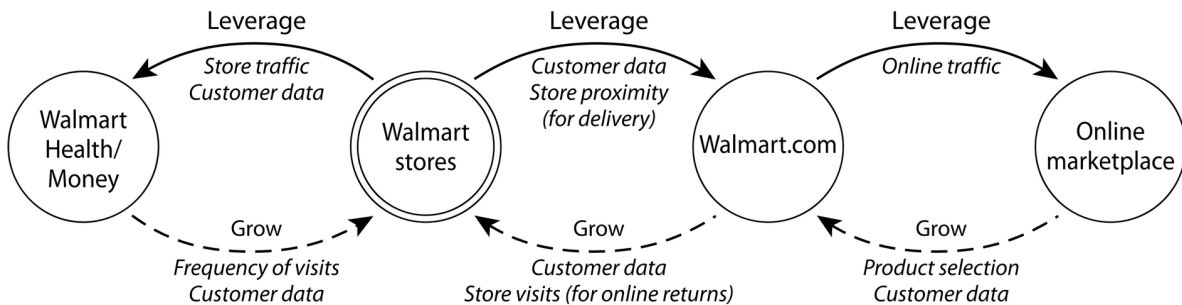 Leverage
Store traffic
Customer data
Leverage
Customer data
Store proximity
(for delivery)
Leverage
Online traffic
Walmart
Health/
Money
Walmart
stores
Walmart.com
Online
marketplace
Grow
Frequency of visits
Customer data
Grow
Customer data
Store visits (for online returns)
Grow
Product selection
Customer data